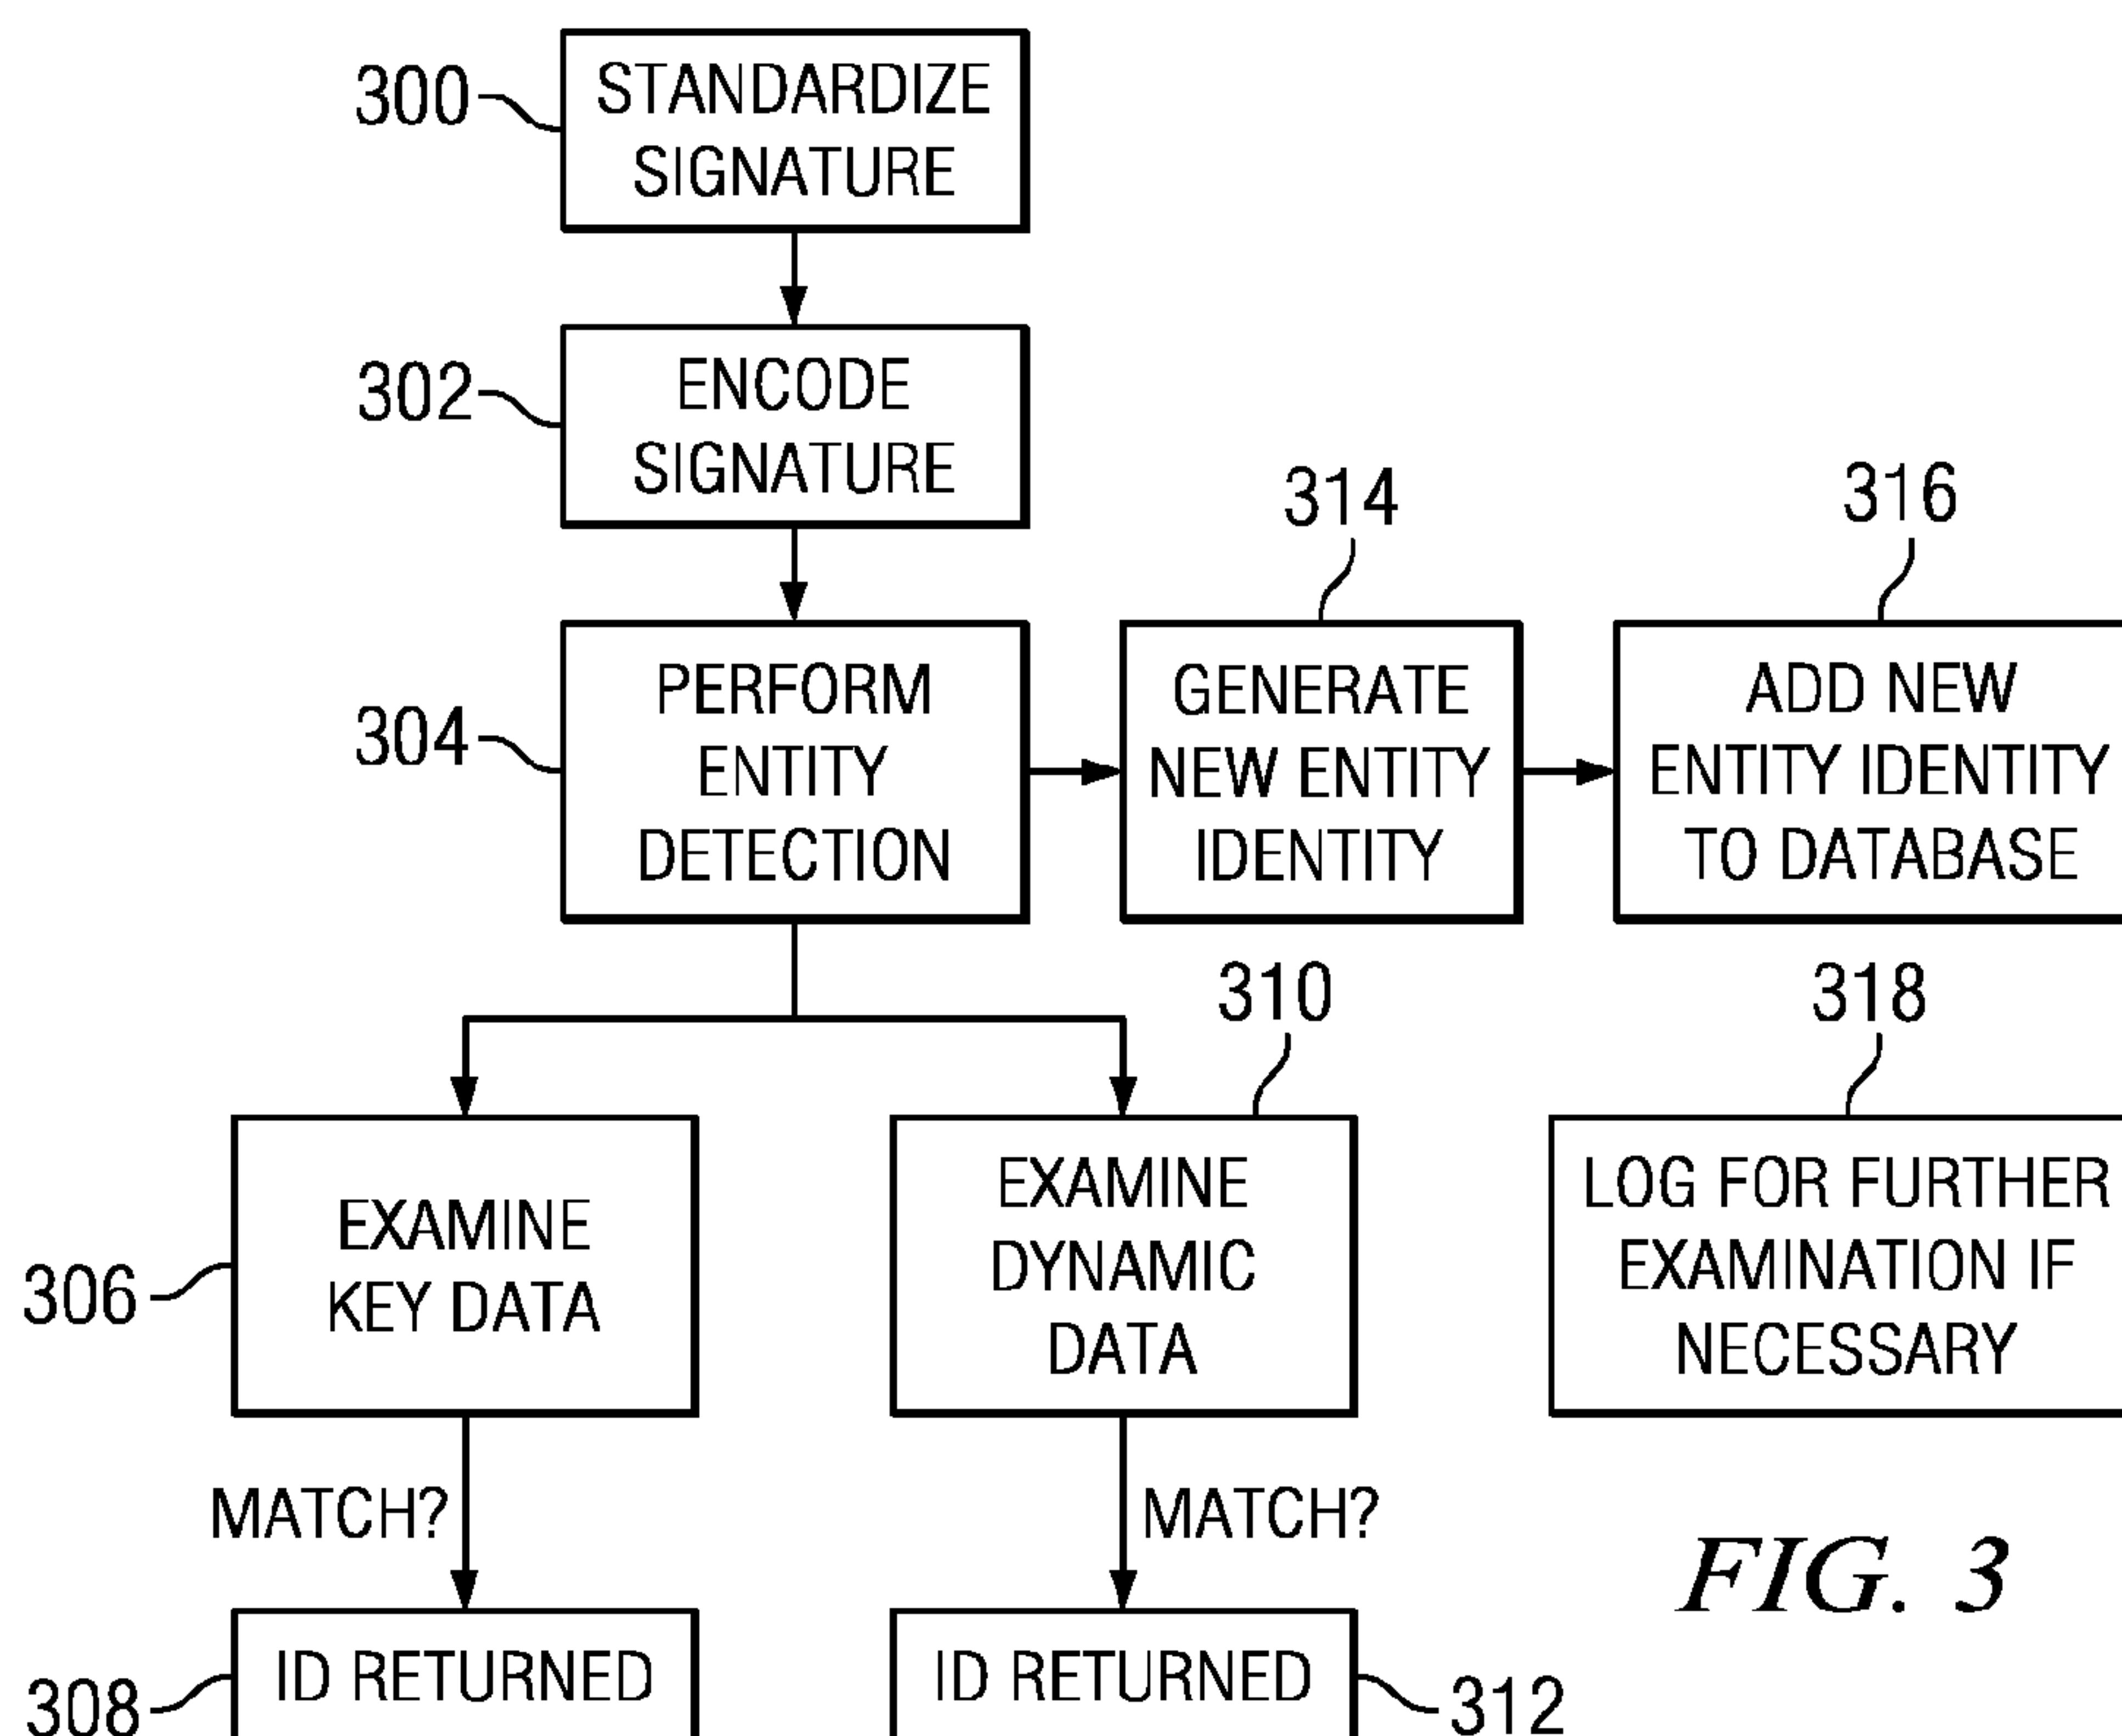 300
STANDARDIZE
SIGNATURE
302
ENCODE
SIGNATURE
304
PERFORM
ENTITY
DETECTION
314
GENERATE
NEW ENTITY
IDENTITY
316
ADD NEW
ENTITY IDENTITY
TO DATABASE
306
EXAMINE
KEY DATA
310
EXAMINE
DYNAMIC
DATA
318
LOG FOR FURTHER
EXAMINATION IF
NECESSARY
MATCH?
MATCH?
308
ID RETURNED
ID RETURNED
312
FIG. 3